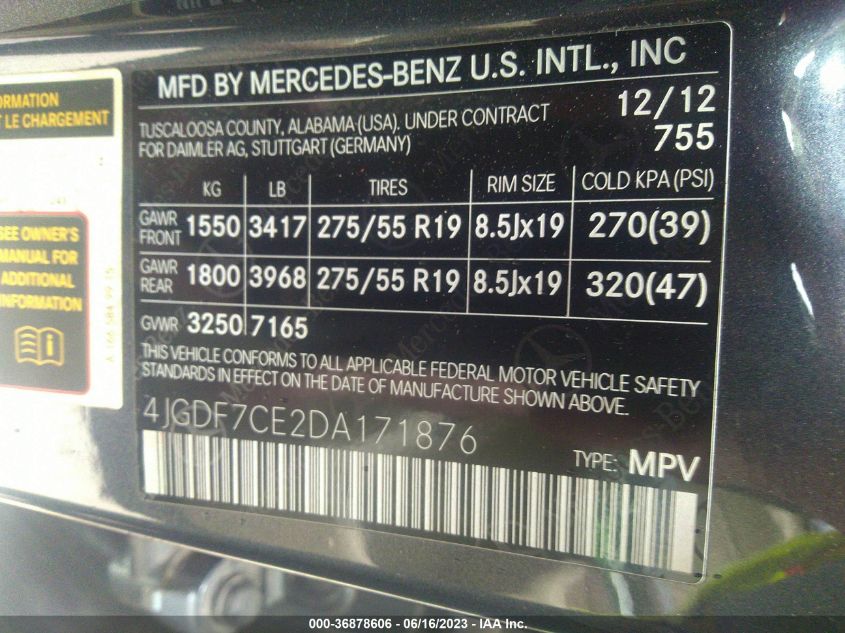 MFD BY MERCEDES-BENZ U.S. INTL., INC
TUSCALOOSA COUNTY, ALABAMA (USA). UNDER CONTRACT
FOR DAIMLER AG, STUTTGART (GERMANY)
12/12
755
KG LB TIRES RIM SIZE COLD KPA (PSI)
GAWR FRONT 1550 3417 275/55 R19 8.5Jx19 270(39)
GAWR REAR 1800 3968 275/55 R19 8.5Jx19 320(47)
GVWR 3250 7165
THIS VEHICLE CONFORMS TO ALL APPLICABLE FEDERAL MOTOR VEHICLE SAFETY
STANDARDS IN EFFECT ON THE DATE OF MANUFACTURE SHOWN ABOVE.
4JGDF7CE2DA171876
TYPE: MPV
ORMATION
T LE CHARGEMENT
SEE OWNER'S
MANUAL FOR
ADDITIONAL
INFORMATION
000-36878606 - 06/16/2023 - IAA Inc.